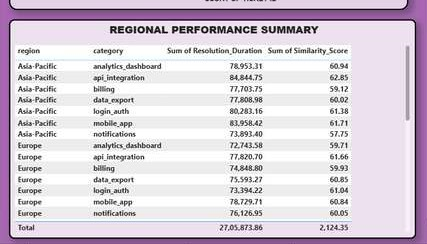 REGIONAL PERFORMANCE SUMMARY
region category Sum of Resolution_Duration Sum of Similarity_Score
Asia-Pacific analytics_dashboard 78,953.31 60.94
Asia-Pacific api_integration 84,844.75 62.85
Asia-Pacific billing 77,703.75 59.12
Asia-Pacific data_export 77,808.98 60.02
Asia-Pacific login_auth 80,283.16 61.38
Asia-Pacific mobile_app 83,958.42 61.71
Asia-Pacific notifications 73,893.40 57.75
Europe analytics_dashboard 72,743.58 59.71
Europe api_integration 77,820.70 61.66
Europe billing 74,848.80 59.93
Europe data_export 75,593.27 60.85
Europe login_auth 73,394.22 61.04
Europe mobile_app 78,729.71 60.84
Europe notifications 76,126.95 60.05
Total 27,05,873.86 2,124.35